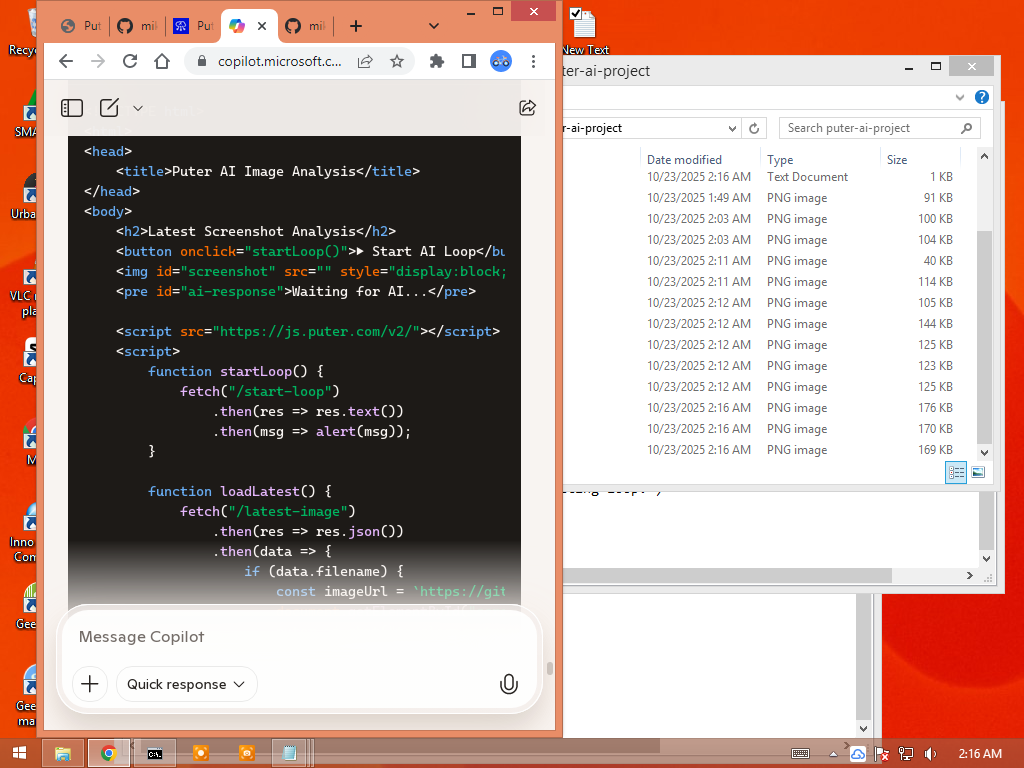 Put
mil
Put
mil
copilot.microsoft.c...
<head>
<title>Puter AI Image Analysis</title>
</head>
<body>
<h2>Latest Screenshot Analysis</h2>
<button onclick="startLoop()">▶ Start AI Loop</bu
<img id="screenshot" src="" style="display:block;
<pre id="ai-response">Waiting for AI...</pre>
<script src="https://js.puter.com/v2/"></script>
<script>
function startLoop() {
fetch("/start-loop")
.then(res => res.text())
.then(msg => alert(msg));
}
function loadLatest() {
fetch("/latest-image")
.then(res => res.json())
.then(data => {
if (data.filename) {
const imageUrl = `https://git
Message Copilot
Quick response
New Text
ter-ai-project
r-ai-project
Search puter-ai-project
Date modified Type Size
10/23/2025 2:16 AM Text Document 1 KB
10/23/2025 1:49 AM PNG image 91 KB
10/23/2025 2:03 AM PNG image 100 KB
10/23/2025 2:03 AM PNG image 104 KB
10/23/2025 2:11 AM PNG image 40 KB
10/23/2025 2:11 AM PNG image 114 KB
10/23/2025 2:12 AM PNG image 105 KB
10/23/2025 2:12 AM PNG image 144 KB
10/23/2025 2:12 AM PNG image 125 KB
10/23/2025 2:12 AM PNG image 123 KB
10/23/2025 2:12 AM PNG image 125 KB
10/23/2025 2:16 AM PNG image 176 KB
10/23/2025 2:16 AM PNG image 170 KB
10/23/2025 2:16 AM PNG image 169 KB
Recy
SMA
Urba
VLC
pla
Cap
M
Inno
Com
Gee
Gee
ma
2:16 AM